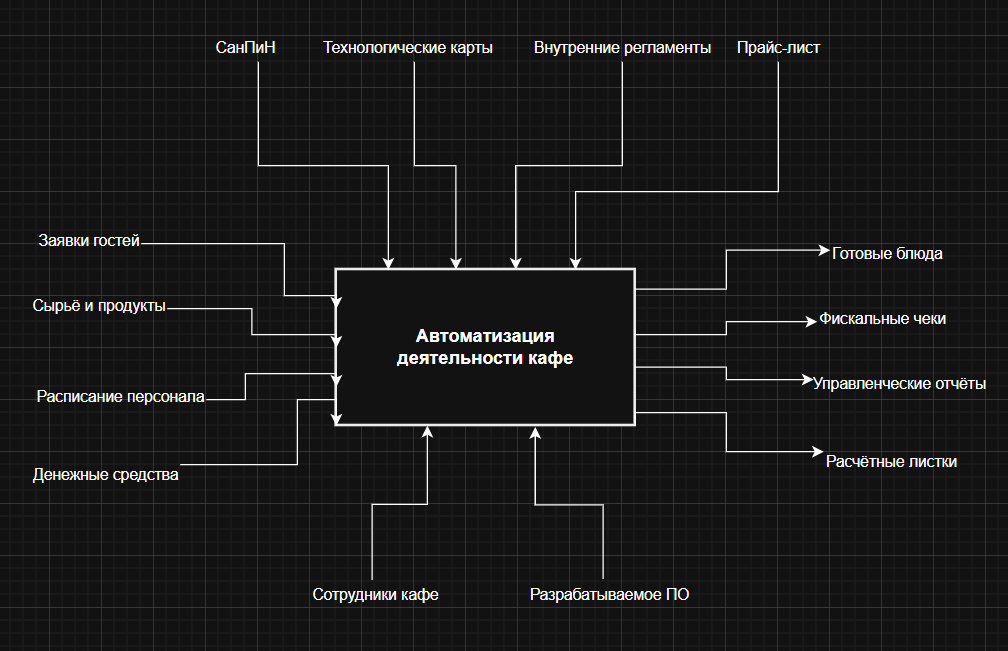 СанПиН
Технологические карты
Внутренние регламенты
Прайс-лист
Заявки гостей
Сырьё и продукты
Расписание персонала
Денежные средства
Автоматизация
деятельности кафе
Готовые блюда
Фискальные чеки
Управленческие отчёты
Расчётные листки
Сотрудники кафе
Разрабатываемое ПО